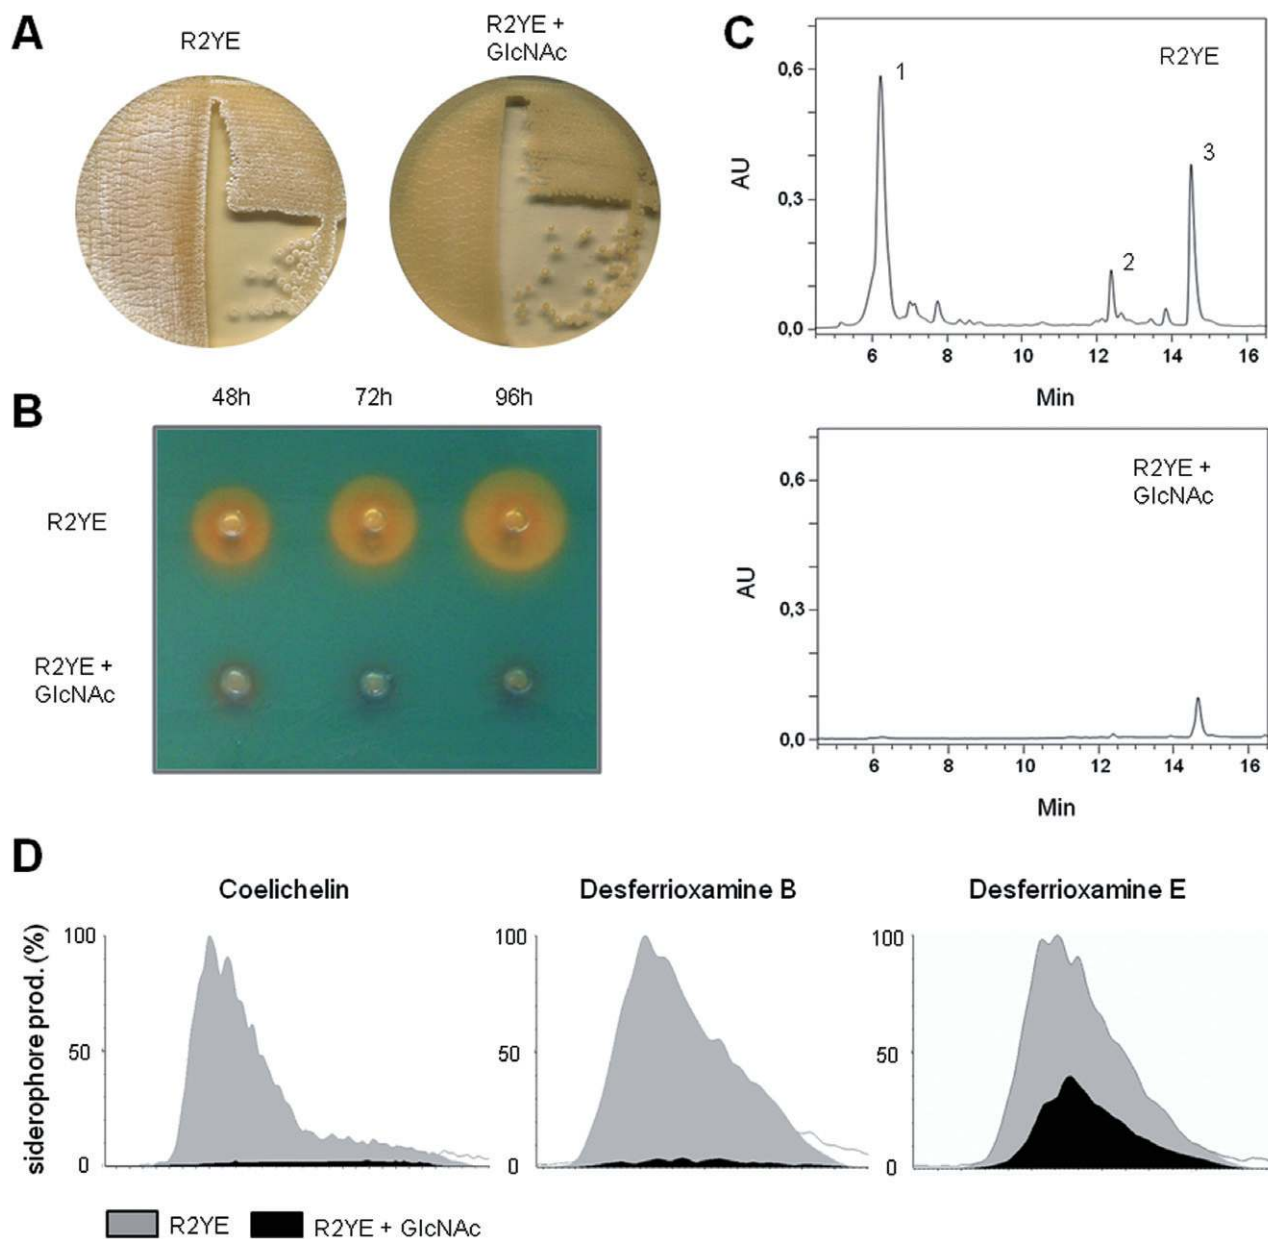 A
R2YE
R2YE +
GlcNAc
B
48h
72h
96h
R2YE
R2YE +
GlcNAc
C
R2YE
AU
0,6
0,3
0,0
1
2
3
6
8
10
12
14
16
Min
R2YE +
GlcNAc
AU
0,6
0,3
0,0
6
8
10
12
14
16
Min
D
Coelichelin
Desferrioxamine B
Desferrioxamine E
siderophore prod. (%)
100
50
0
100
50
0
100
50
0
R2YE
R2YE + GlcNAc